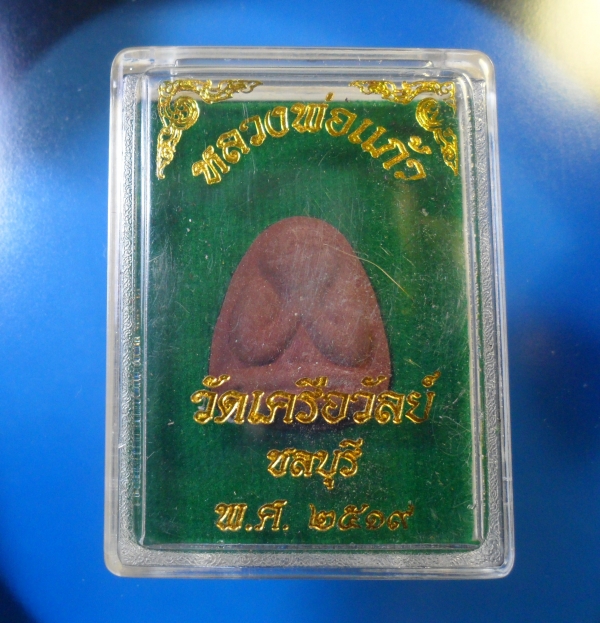 หลวงพ่อแก้ว
วัดเครือวัลย์
ชลบุรี
พ.ศ. ๒๕๑๙